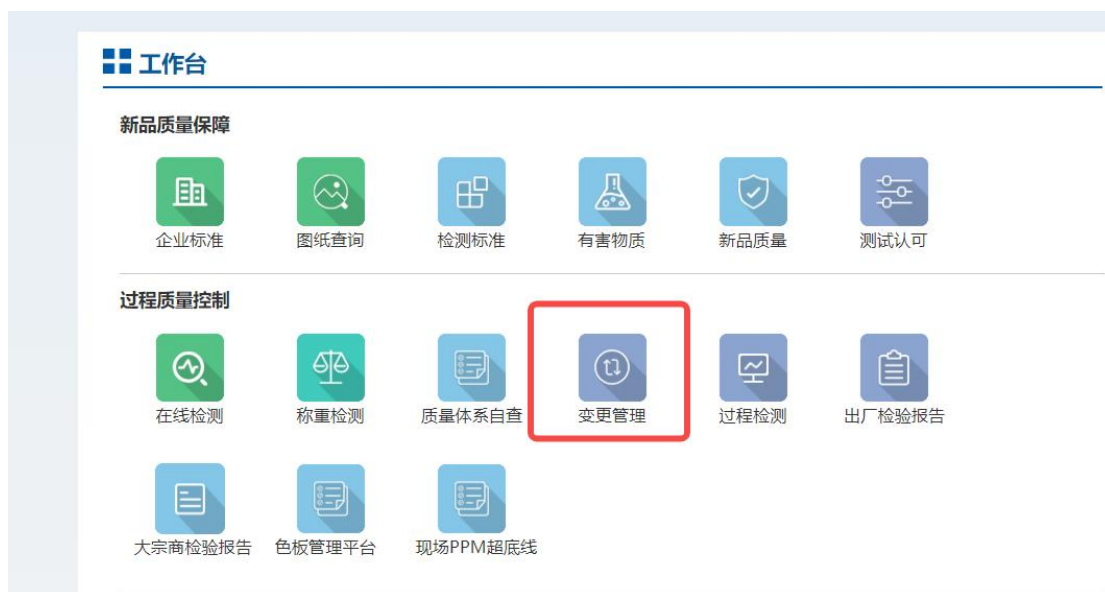 工作台
新品质量保障
企业标准 图纸查询 检测标准 有害物质 新品质量 测试认可
过程质量控制
在线检测 称重检测 质量体系自查 变更管理 过程检测 出厂检验报告
大宗商检验报告 色板管理平台 现场PPM超底线